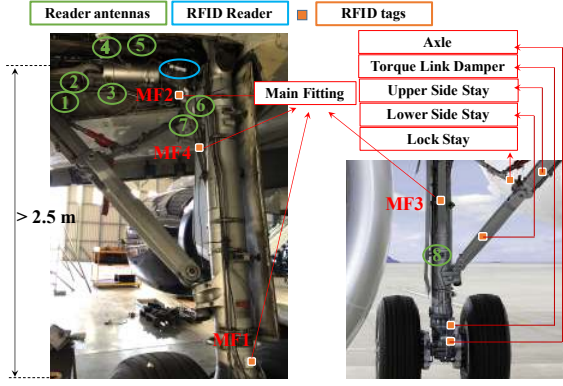 Reader antennas
RFID Reader
RFID tags
4
5
2
1
3
MF2
6
7
MF4
> 2.5 m
MF1
Main Fitting
Axle
Torque Link Damper
Upper Side Stay
Lower Side Stay
Lock Stay
MF3
8